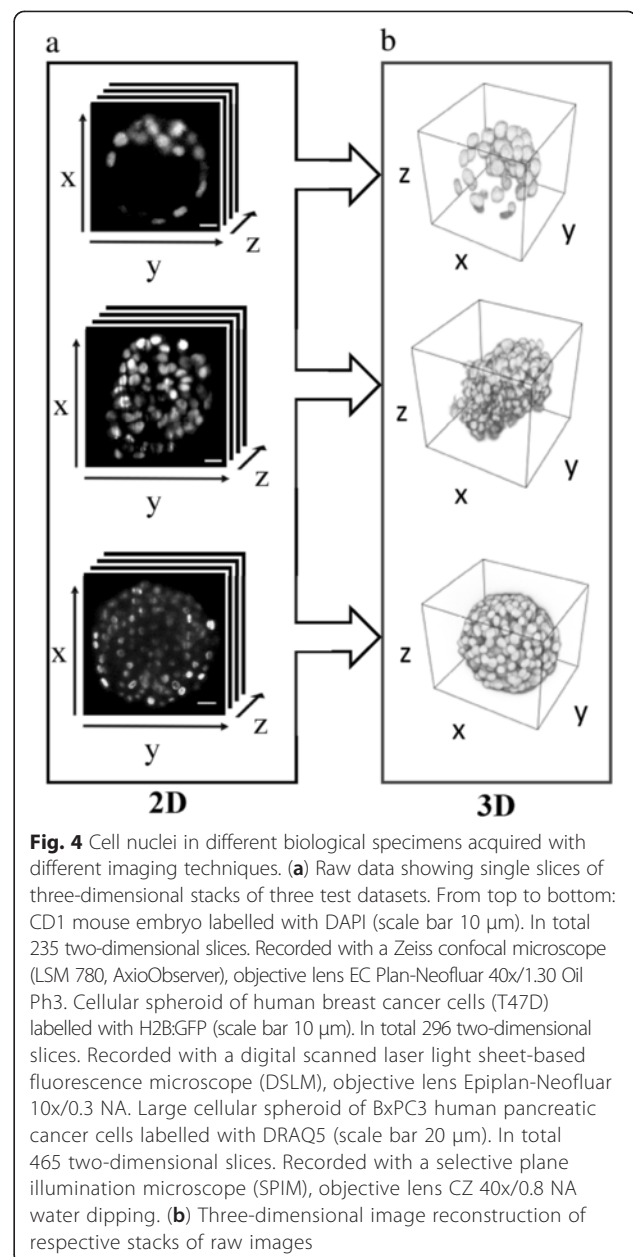 a
b
x
y
z
z
x
y
x
y
z
z
x
y
x
y
z
z
x
y
2D
3D
Fig. 4 Cell nuclei in different biological specimens acquired with
different imaging techniques. (a) Raw data showing single slices of
three-dimensional stacks of three test datasets. From top to bottom:
CD1 mouse embryo labelled with DAPI (scale bar 10 μm). In total
235 two-dimensional slices. Recorded with a Zeiss confocal microscope
(LSM 780, AxioObserver), objective lens EC Plan-Neofluar 40x/1.30 Oil
Ph3. Cellular spheroid of human breast cancer cells (T47D)
labelled with H2B:GFP (scale bar 10 μm). In total 296 two-dimensional
slices. Recorded with a digital scanned laser light sheet-based
fluorescence microscope (DSLM), objective lens Epiplan-Neofluar
10x/0.3 NA. Large cellular spheroid of BxPC3 human pancreatic
cancer cells labelled with DRAQ5 (scale bar 20 μm). In total
465 two-dimensional slices. Recorded with a selective plane
illumination microscope (SPIM), objective lens CZ 40x/0.8 NA
water dipping. (b) Three-dimensional image reconstruction of
respective stacks of raw images